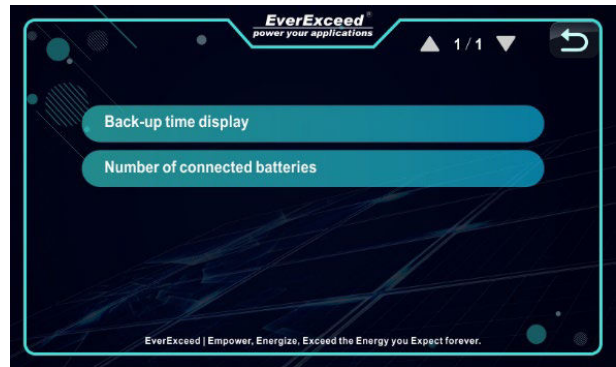 EverExceed®
power your applications
▲ 1/1 ▼
Back-up time display
Number of connected batteries
EverExceed | Empower, Energize, Exceed the Energy you Expect forever.